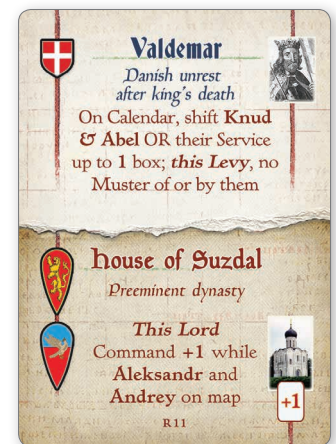 Valdemar
Danish unrest
after king's death
On Calendar, shift Knud
& Abel OR their Service
up to 1 box; this Levy, no
Muster of or by them
House of Suzdal
Preeminent dynasty
This Lord
Command +1 while
Aleksandr and
Andrey on map
+1
R11